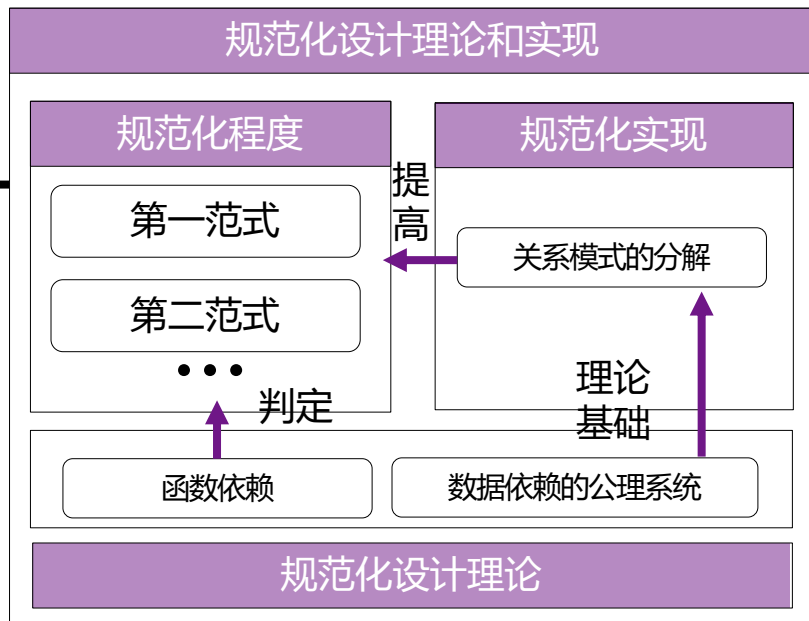 规范化设计理论和实现
规范化程度
规范化实现
第一范式
提
高
关系模式的分解
第二范式
•••
判定
理论
基础
函数依赖
数据依赖的公理系统
规范化设计理论